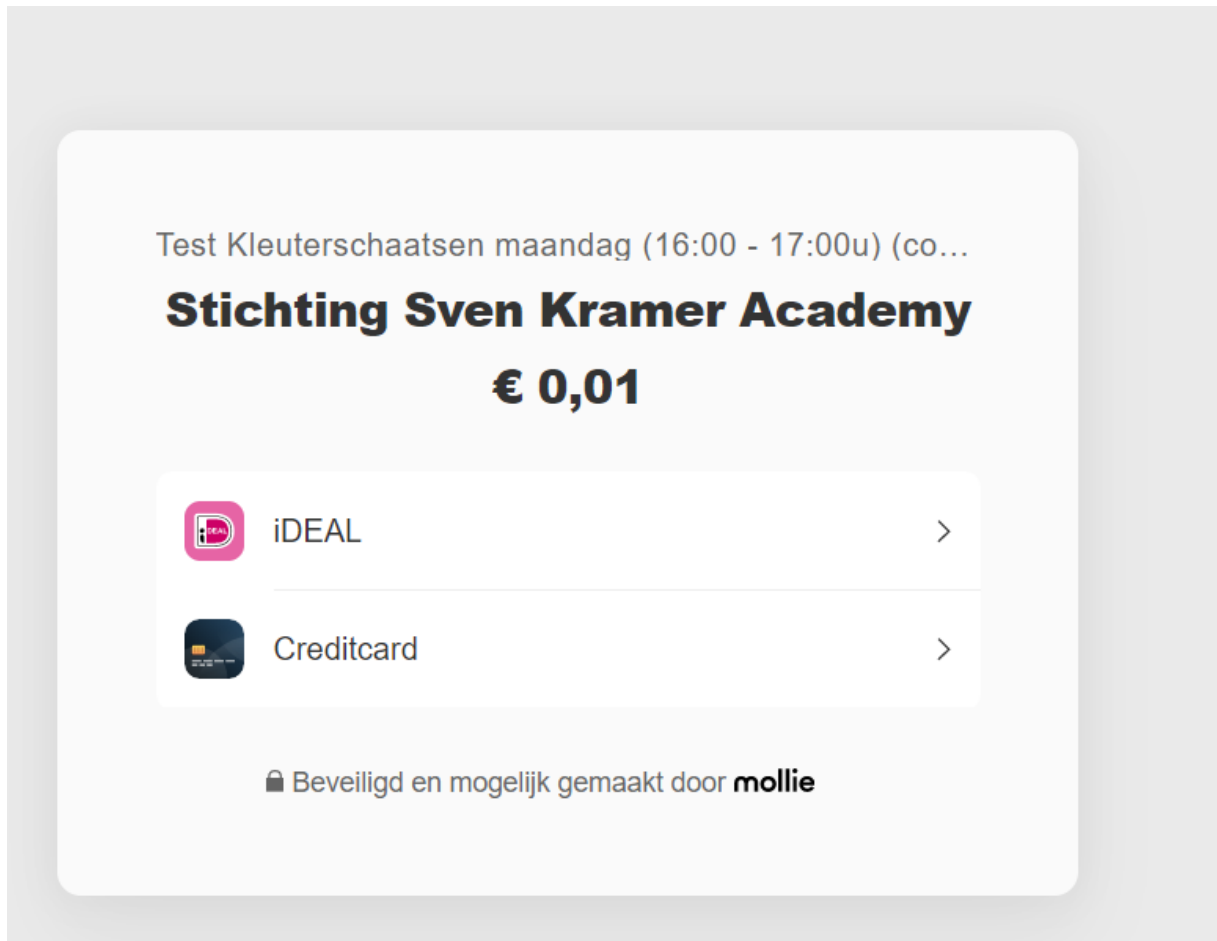 Test Kleuterschaatsen maandag (16:00 - 17:00u) (co...
Stichting Sven Kramer Academy
€ 0,01
iDEAL
iDEAL
Creditcard
Beveiligd en mogelijk gemaakt door mollie